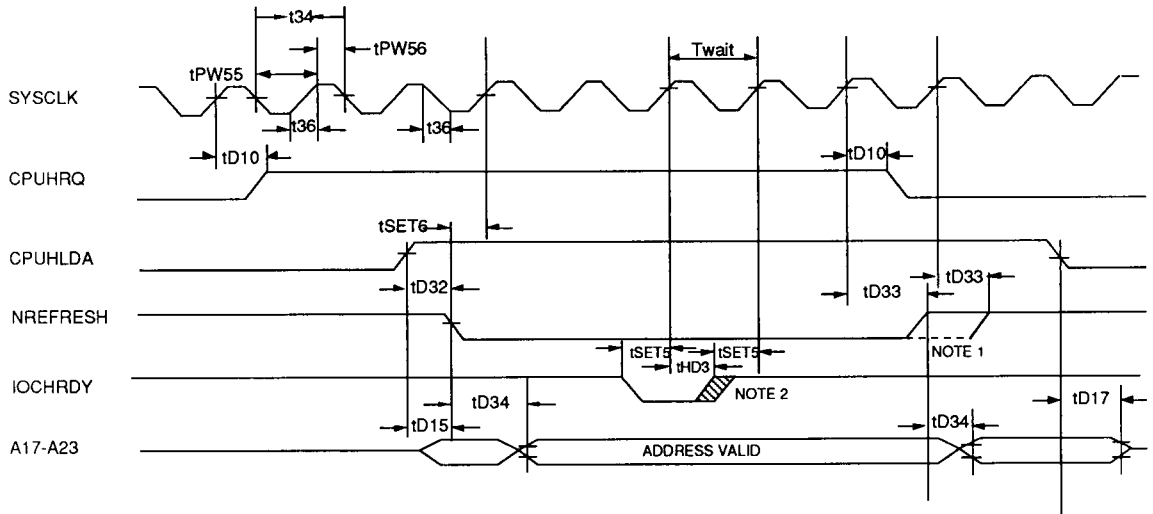 t34
tPW56
Twait
tPW55
SYSCLK
t36
t36
tD10
tD10
CPUHRQ
tSET6
CPUHLDA
tD32
tD33
tD33
NREFRESH
NOTE 1
tSET5
tSET5
tHD3
IOCHRDY
NOTE 2
tD34
tD17
tD15
tD34
A17-A23
ADDRESS VALID